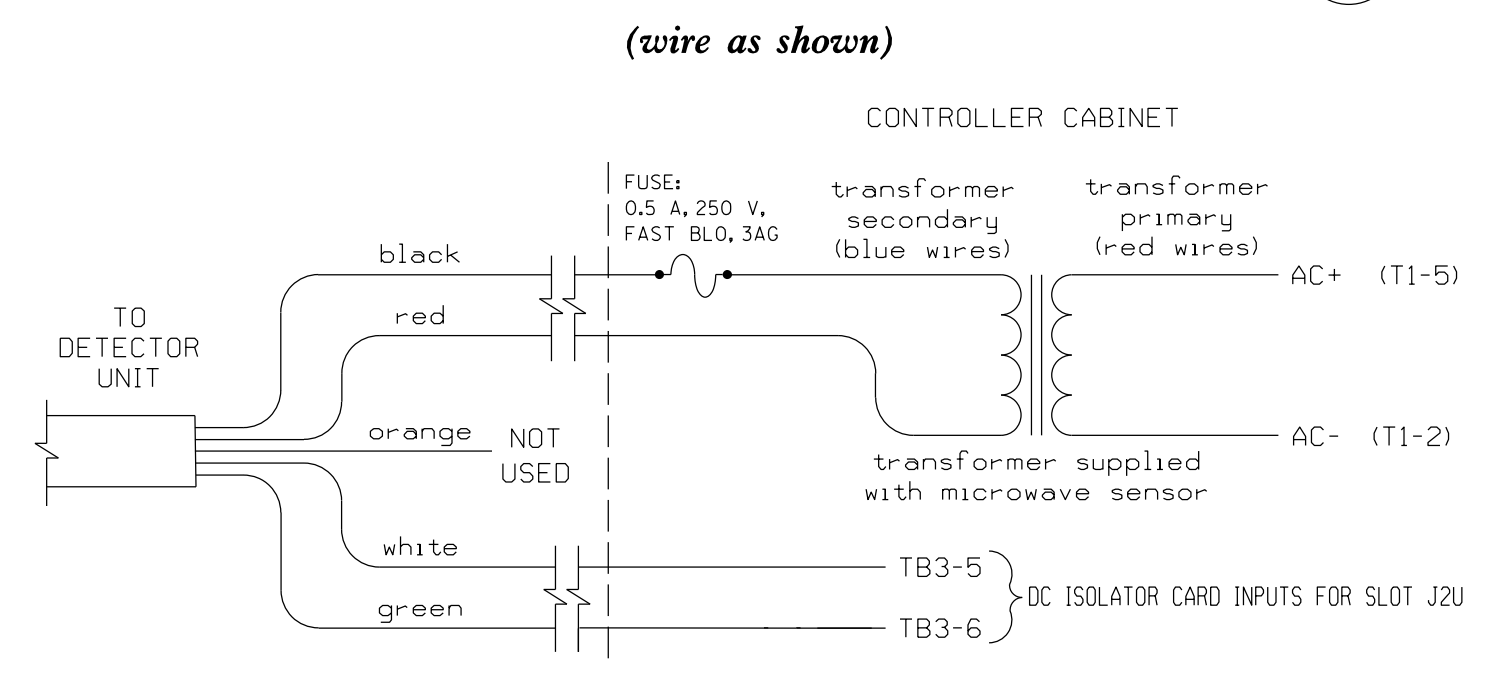 (wire as shown)
CONTROLLER CABINET
FUSE:
0.5 A, 250 V,
FAST BLO, 3AG
transformer
secondary
(blue wires)
transformer
primary
(red wires)
black
AC+ (T1-5)
red
TO
DETECTOR
UNIT
orange
NOT
USED
AC- (T1-2)
transformer supplied
with microwave sensor
white
TB3-5
DC ISOLATOR CARD INPUTS FOR SLOT J2U
green
TB3-6